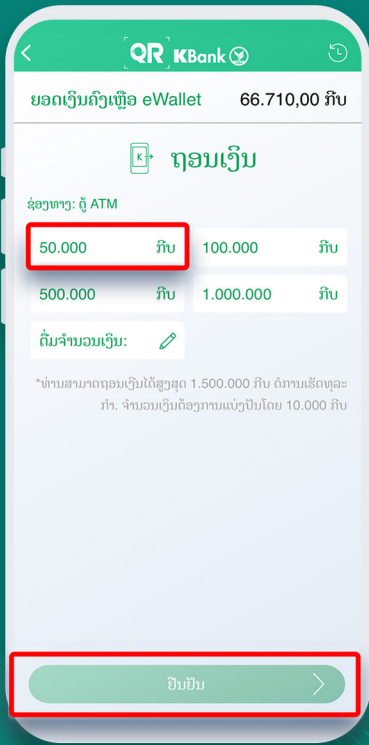 QR KBank
ຍອດເງິນຄົງເຫຼືອ eWallet 66.710,00 ກີບ
K ຖອນເງິນ
ຊ່ອງທາງ: ຕູ້ ATM
50.000 ກີບ 100.000 ກີບ
500.000 ກີບ 1.000.000 ກີບ
ຕື່ມຈຳນວນເງິນ:
*ທ່ານສາມາດຖອນເງິນໄດ້ສູງສຸດ 1.500.000 ກີບ ຕໍ່ການເຮັດທຸລະ
ກຳ. ຈຳນວນເງິນຕ້ອງການແບ່ງປັນໂດຍ 10.000 ກີບ
ຢືນຢັນ